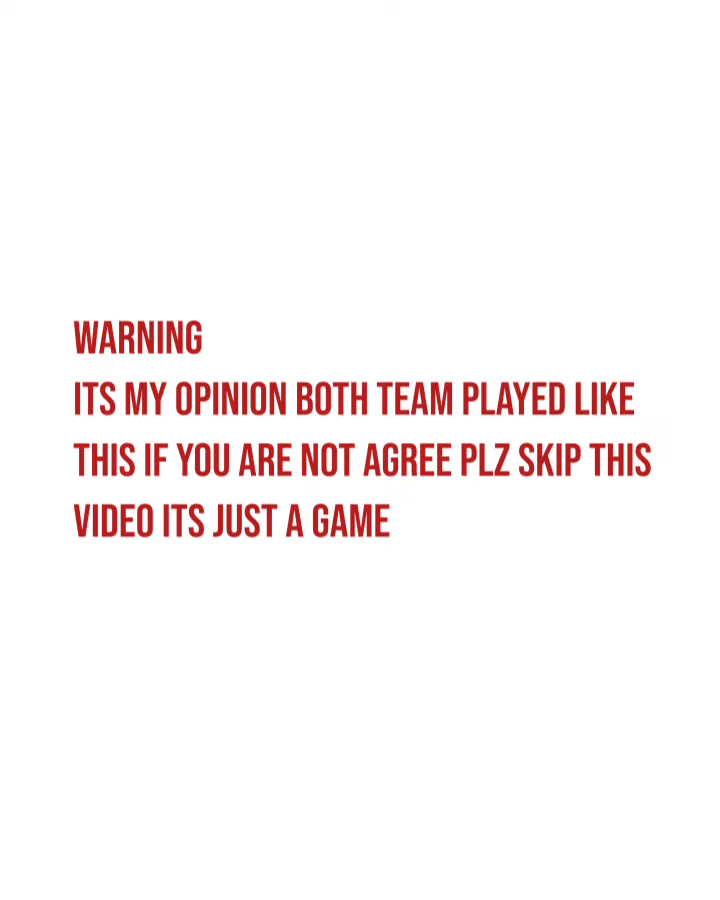 WARNING
ITS MY OPINION BOTH TEAM PLAYED LIKE
THIS IF YOU ARE NOT AGREE PLZ SKIP THIS
VIDEO ITS JUST A GAME